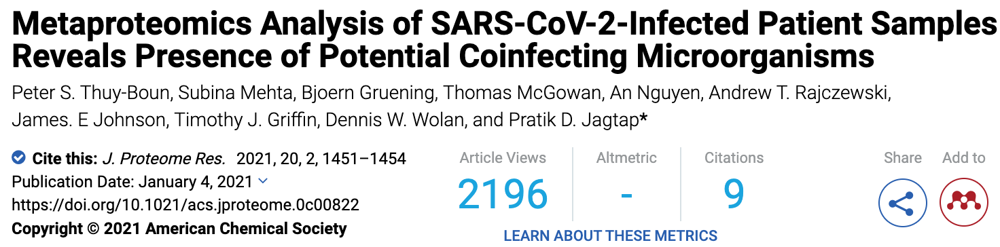 Metaproteomics Analysis of SARS-CoV-2-Infected Patient Samples
Reveals Presence of Potential Coinfecting Microorganisms
Peter S. Thuy-Boun, Subina Mehta, Bjoern Gruening, Thomas McGowan, An Nguyen, Andrew T. Rajczewski,
James. E Johnson, Timothy J. Griffin, Dennis W. Wolan, and Pratik D. Jagtap*
Cite this: J. Proteome Res. 2021, 20, 2, 1451–1454
Publication Date: January 4, 2021
https://doi.org/10.1021/acs.jproteome.0c00822
Copyright © 2021 American Chemical Society
Article Views
2196
Altmetric
-
Citations
9
LEARN ABOUT THESE METRICS
Share
Add to